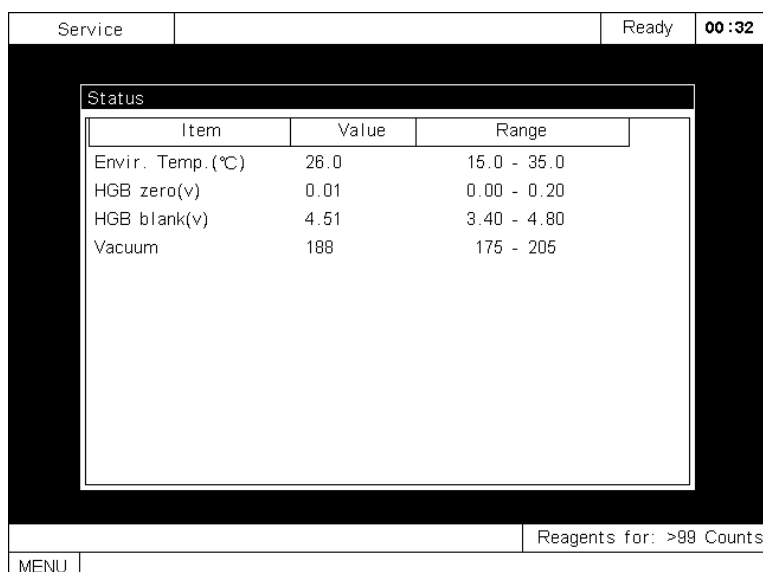 Service Ready 00:32
Status
Item Value Range
Envir. Temp.(℃) 26.0 15.0 - 35.0
HGB zero(v) 0.01 0.00 - 0.20
HGB blank(v) 4.51 3.40 - 4.80
Vacuum 188 175 - 205
Reagents for: >99 Counts
MENU